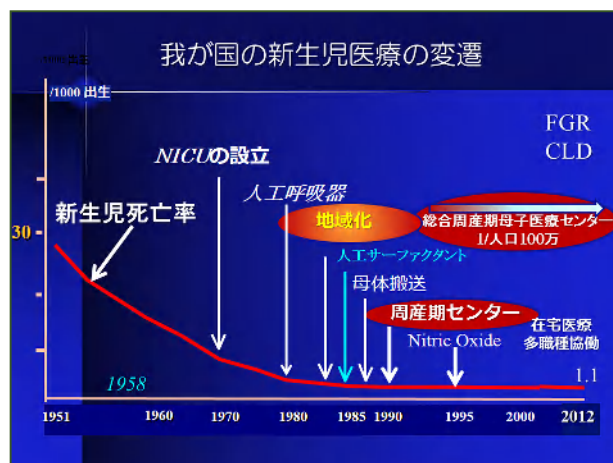 我が国の新生児医療の変遷
/1000 出生
FGR
CLD
NICUの設立
人工呼吸器
地域化
総合周産期母子医療センター
1/人口100万
新生児死亡率
30
人工サーファクタント
母体搬送
周産期センター
Nitric Oxide
在宅医療
多職種協働
1.1
1958
1951
1960
1970
1980
1985
1990
1995
2000
2012